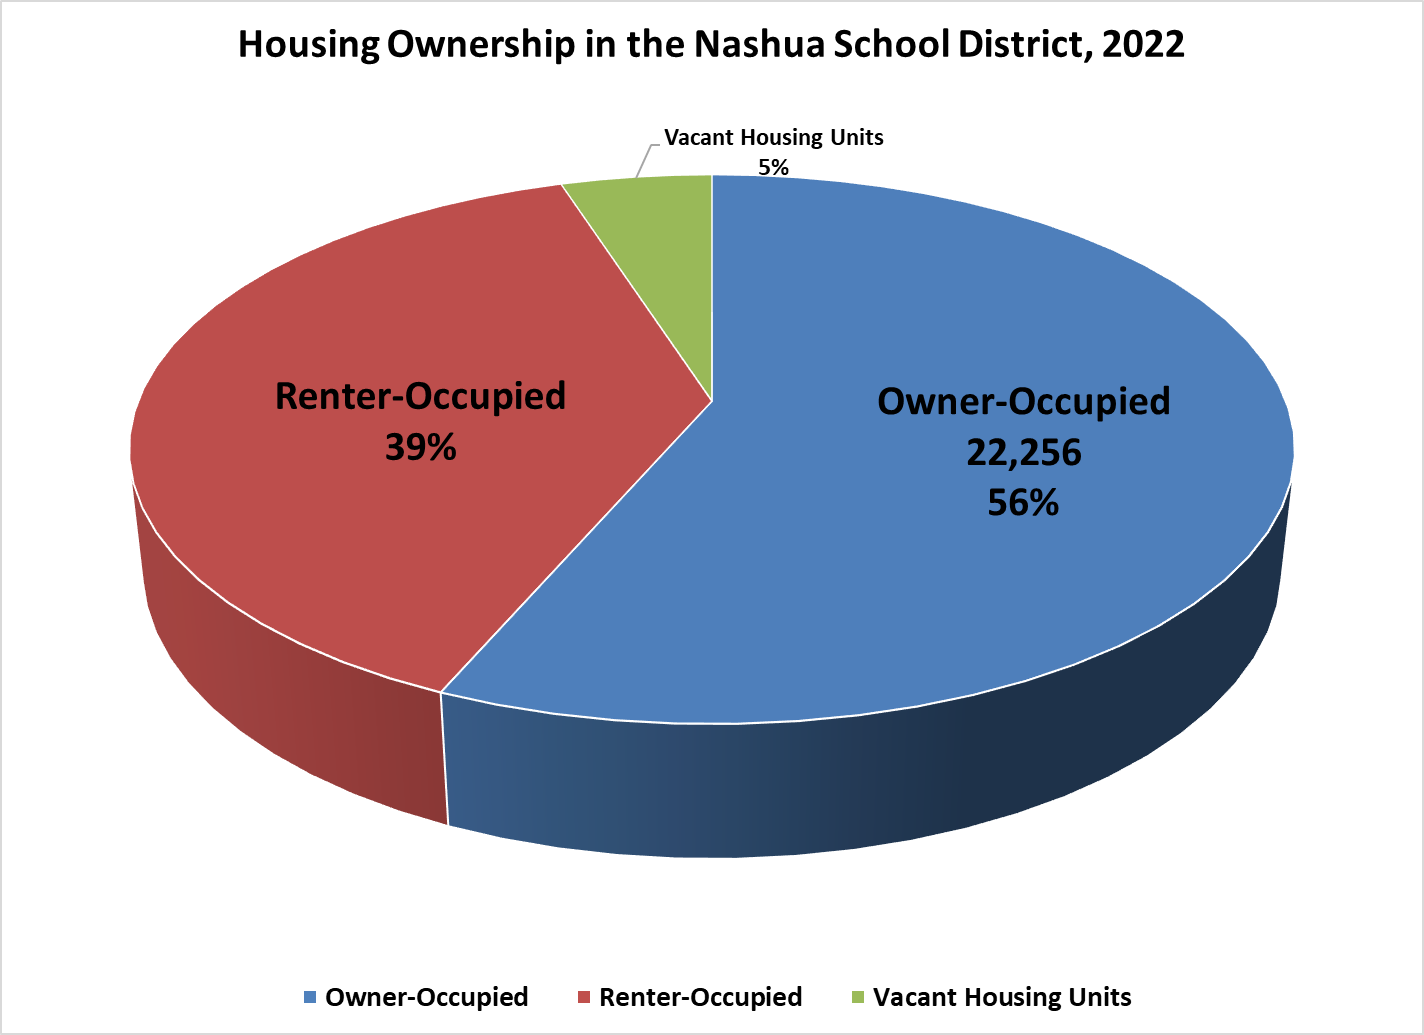 Housing Ownership in the Nashua School District, 2022
Vacant Housing Units
5%
Renter-Occupied
39%
Owner-Occupied
22,256
56%
Owner-Occupied
Renter-Occupied
Vacant Housing Units